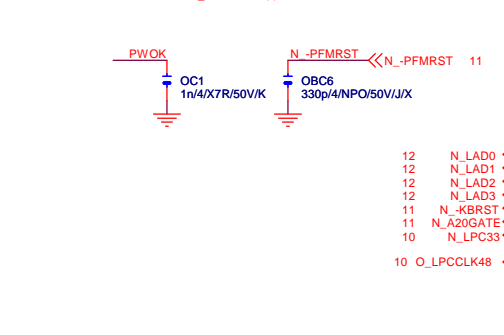 PWOK
N_-PFMRST
N_-PFMRST 11
OC1
1n/4/X7R/50V/K
OBC6
330p/4/NPO/50V/J/X
12 N_LAD0
12 N_LAD1
12 N_LAD2
12 N_LAD3
11 N_-KBRST
11 N_A20GATE
10 N_LPC33
10 O_LPCCLK48